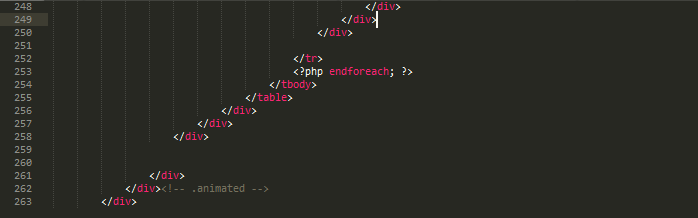 248 </div>
249 </div>
250 </div>
251
252 </tr>
253 <?php endforeach; ?>
254 </tbody>
255 </table>
256 </div>
257 </div>
258 </div>
259
260
261 </div>
262 </div><!-- .animated -->
263 </div>